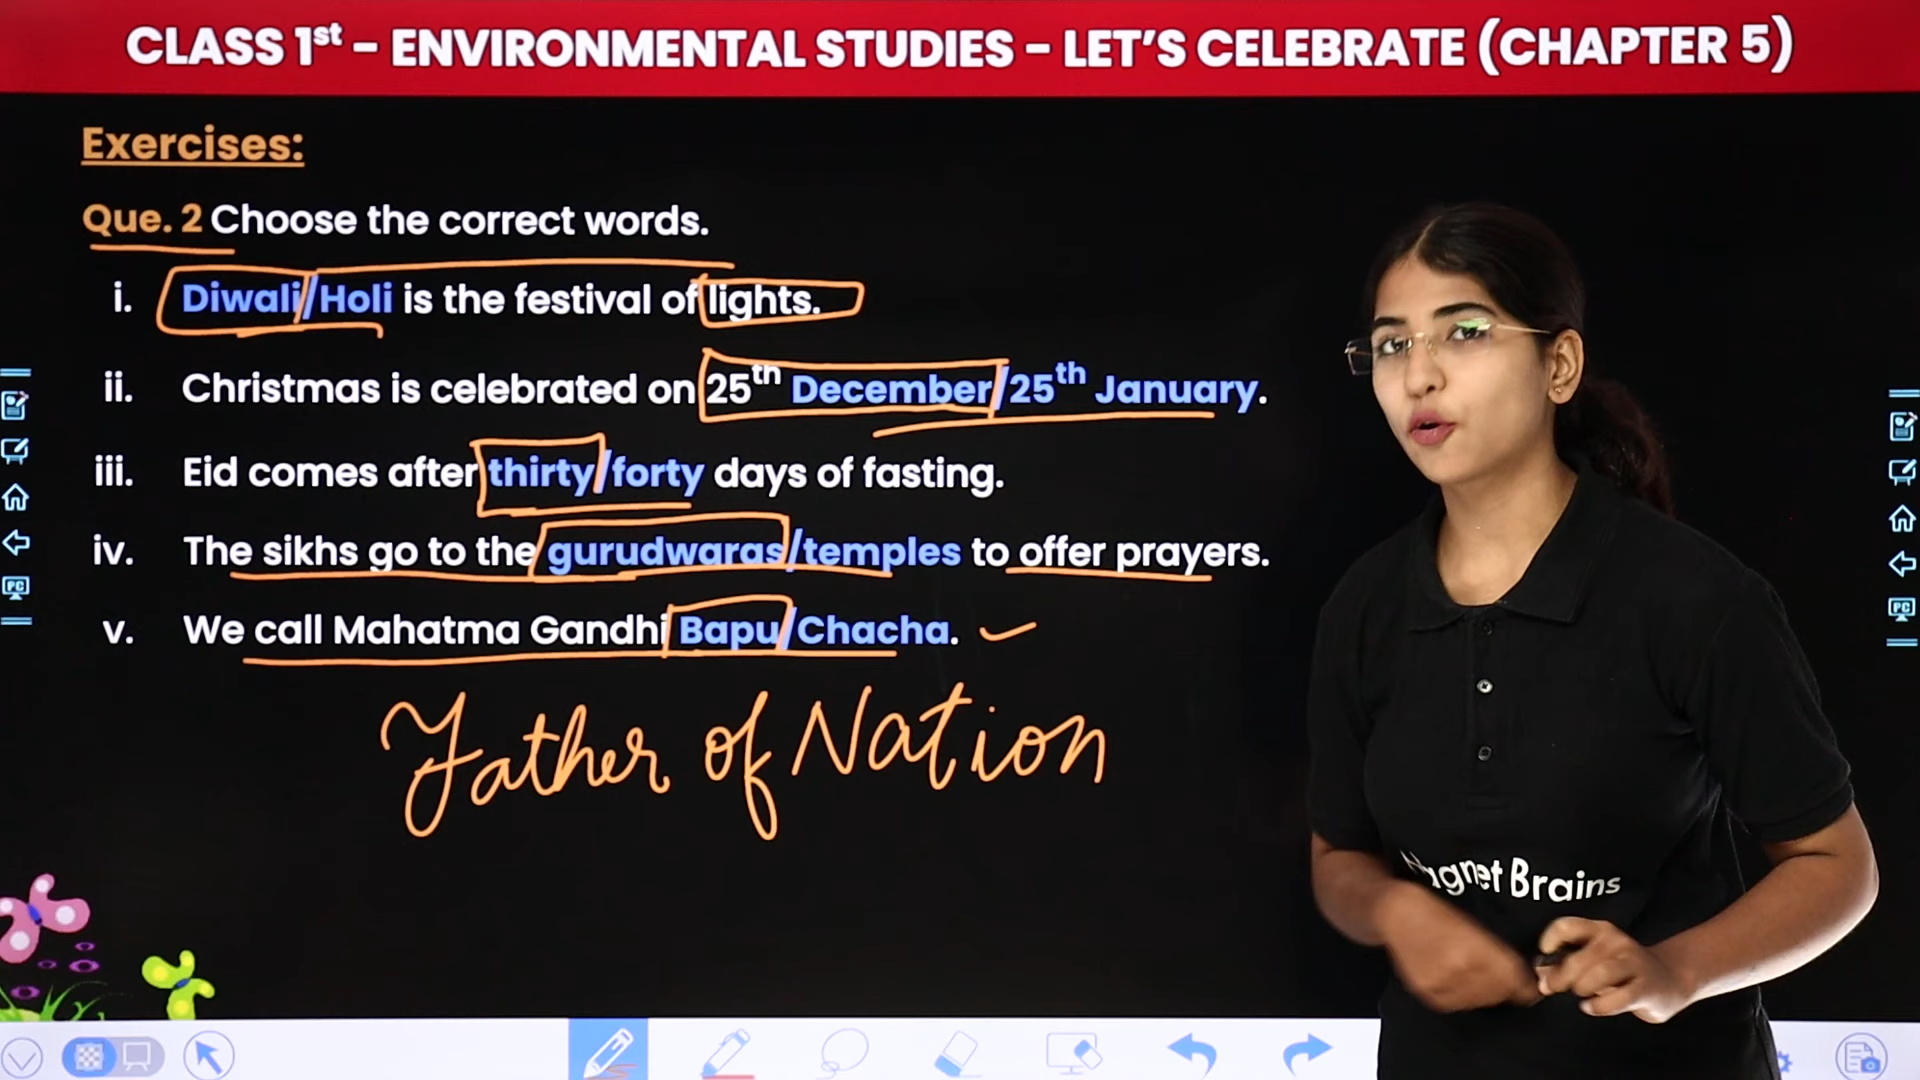 CLASS 1st – ENVIRONMENTAL STUDIES – LET'S CELEBRATE (CHAPTER 5)
Exercises:
Que. 2 Choose the correct words.
i. Diwali/Holi is the festival of lights.
ii. Christmas is celebrated on 25th December/25th January.
iii. Eid comes after thirty/forty days of fasting.
iv. The sikhs go to the gurudwaras/temples to offer prayers.
v. We call Mahatma Gandhi Bapu/Chacha.
Father of Nation
Brains
PC
PC